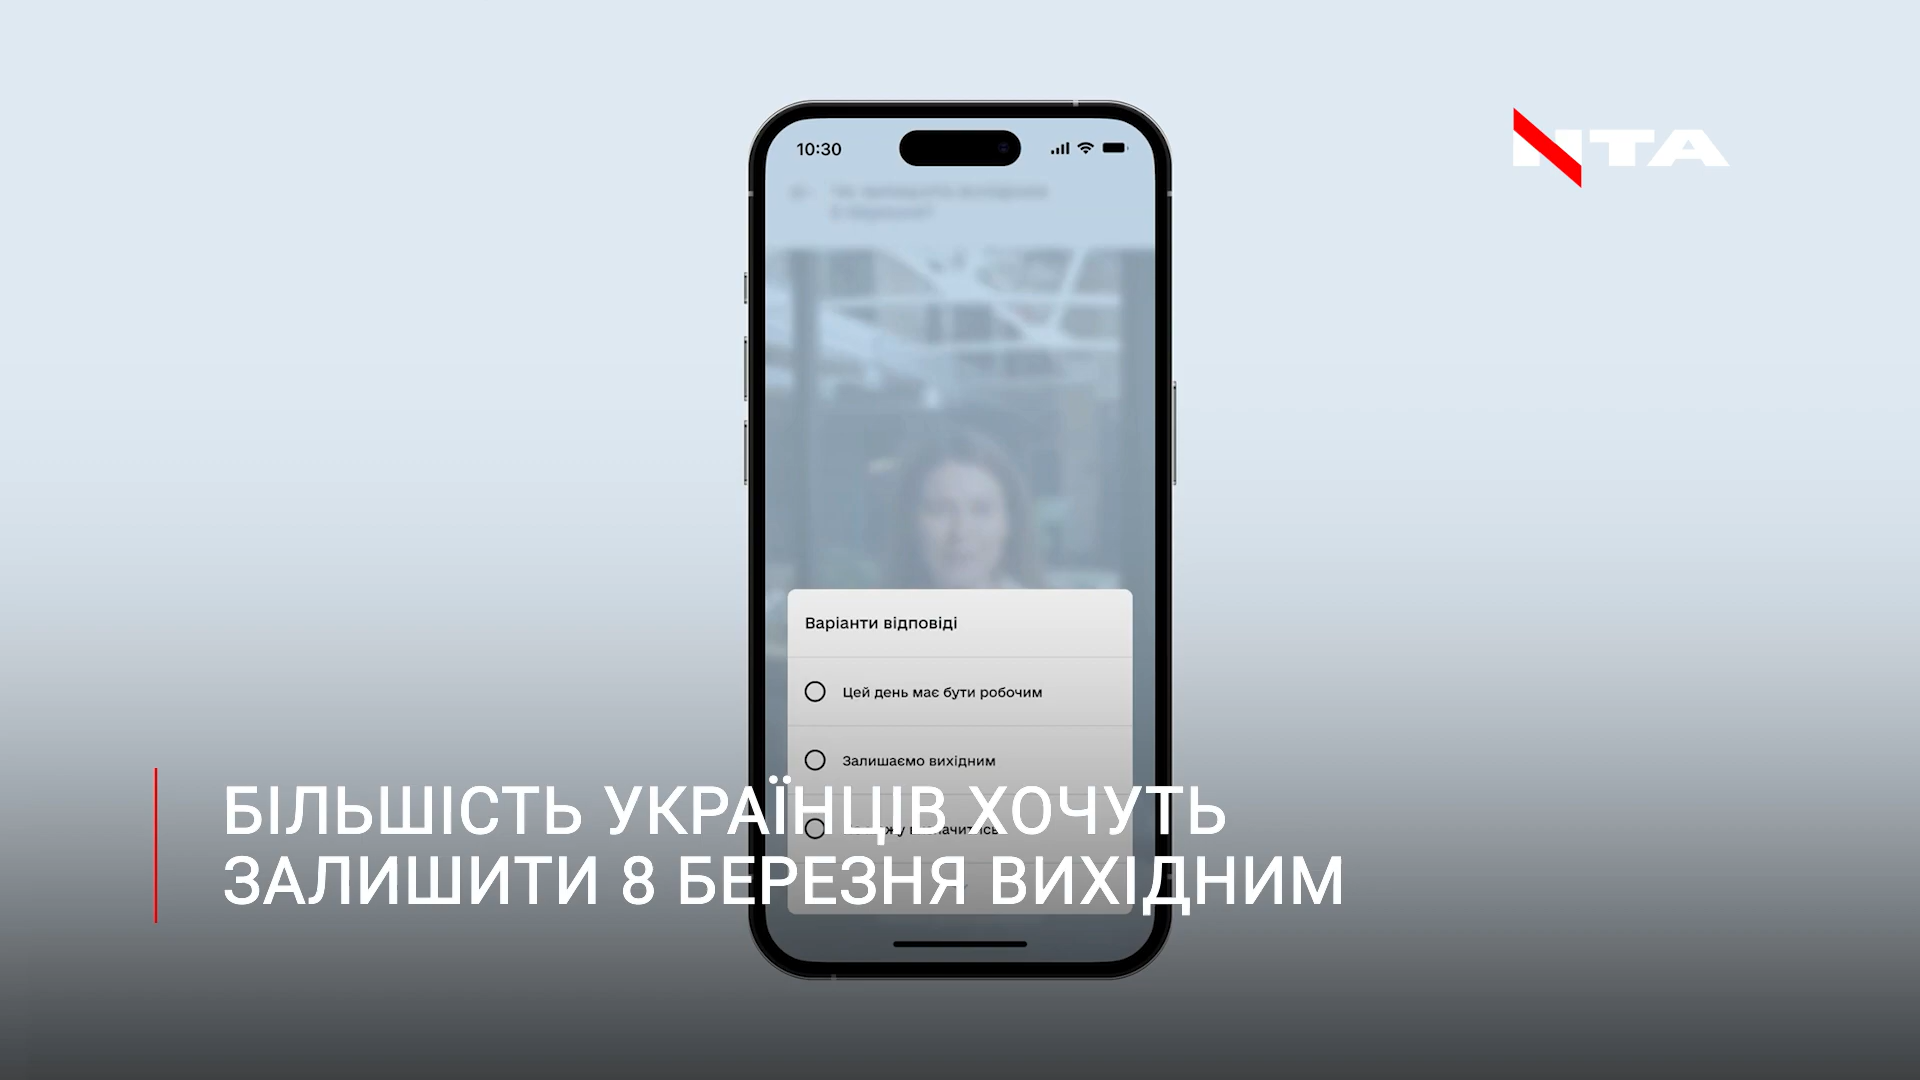 NTA
10:30
Варіанти відповіді
Цей день має бути робочим
Залишаємо вихідним
БІЛЬШІСТЬ УКРАЇНЦІВ ХОЧУТЬ
ЗАЛИШИТИ 8 БЕРЕЗНЯ ВИХІДНИМ